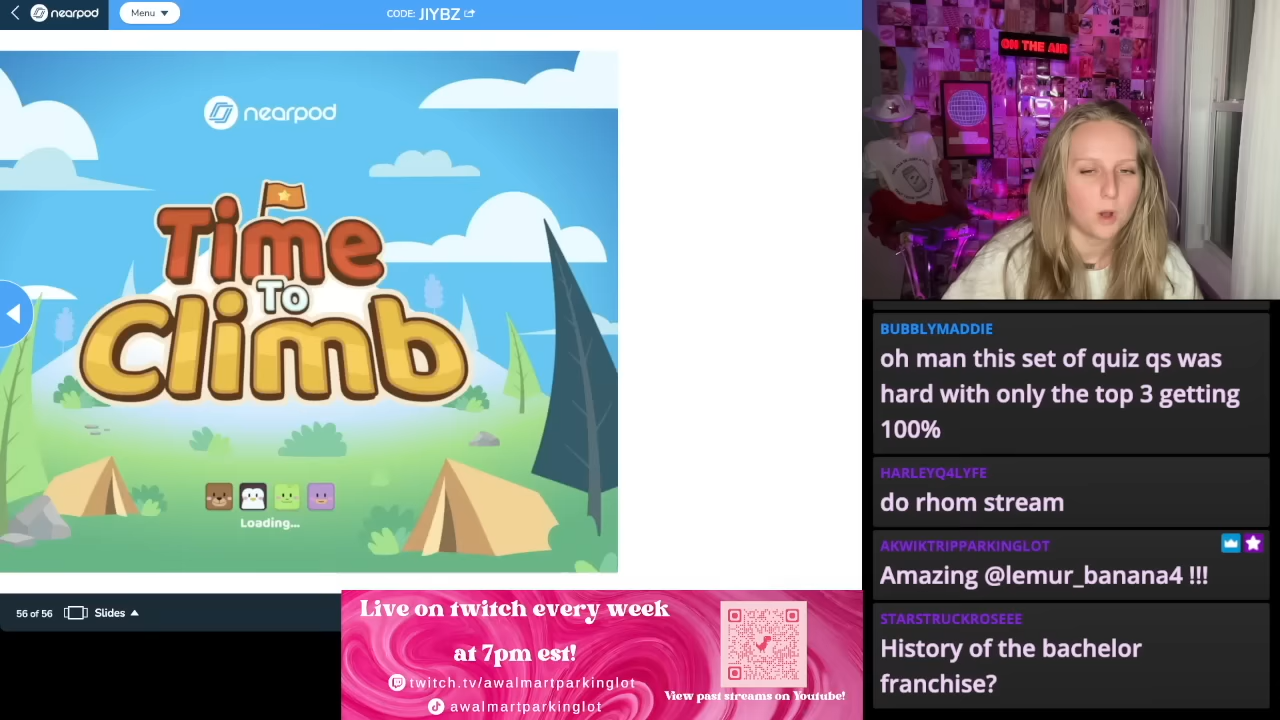 nearpod
Menu
CODE: JIYBZ
nearpod
Time
To
Climb
Loading...
56 of 56
Slides
Live on twitch every week
at 7pm est!
twitch.tv/awalmartparkinglot
awalmartparkinglot
View past streams on Youtube!
ON THE AIR
BUBBLYMADDIE
oh man this set of quiz qs was
hard with only the top 3 getting
100%
HARLEYQ4LYFE
do rhom stream
AKWIKTRIPPARKINGLOT
Amazing @lemur_banana4 !!!
STARSTRUCKROSEEE
History of the bachelor
franchise?